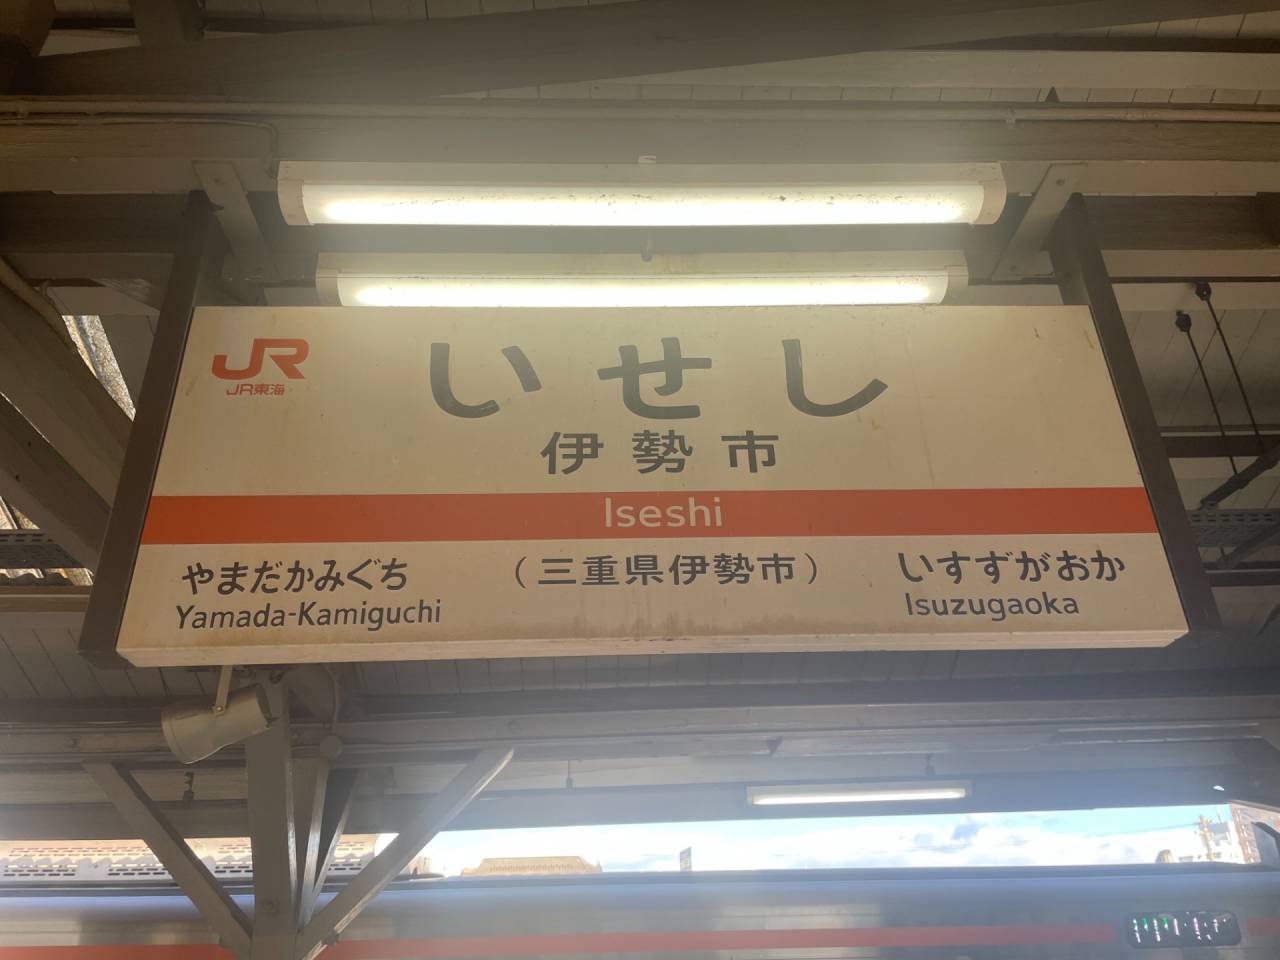 JR
JR東海
いせし
伊勢市
Iseshi
やまだかみぐち
Yamada-Kamiguchi
（三重県伊勢市）
いすずがおか
Isuzugaoka